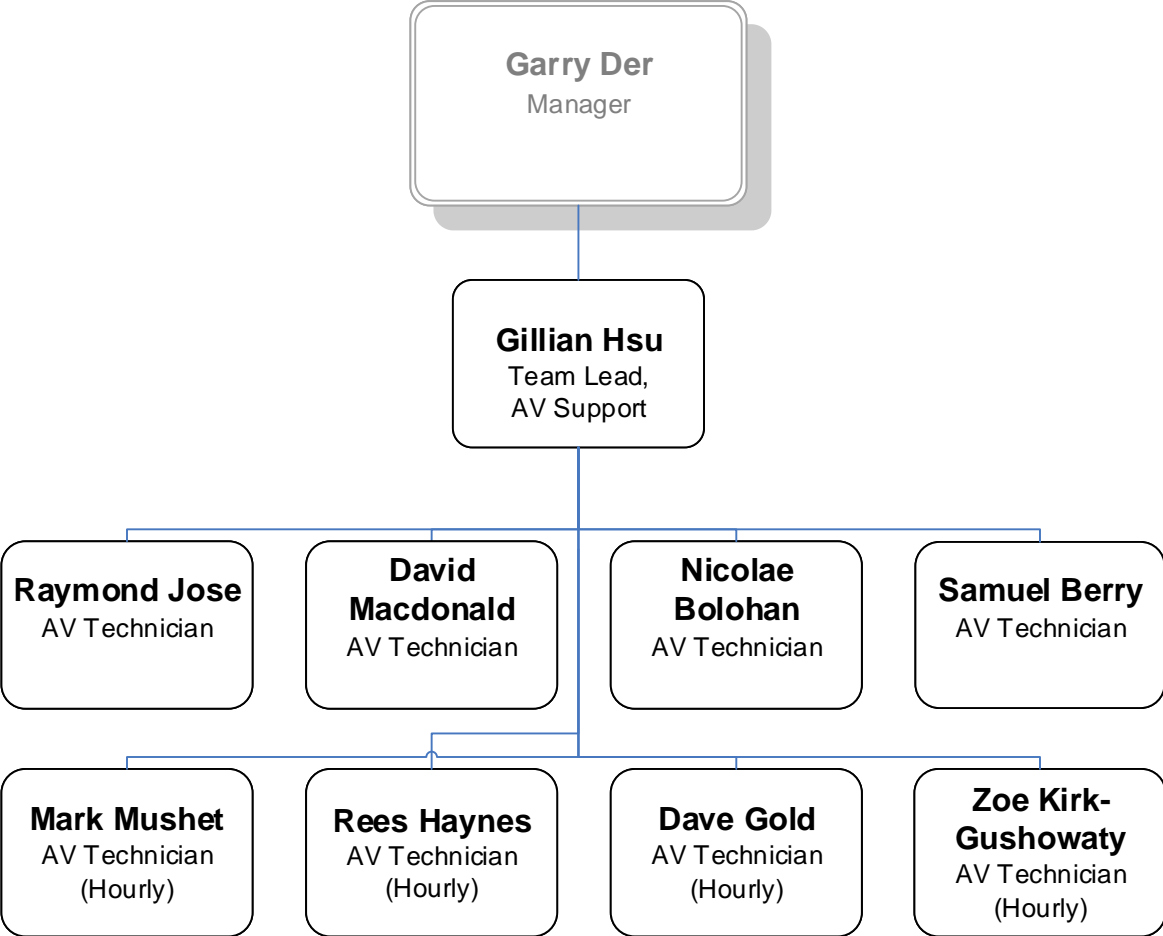 Garry Der
Manager
Gillian Hsu
Team Lead,
AV Support
Raymond Jose
AV Technician
David
Macdonald
AV Technician
Nicolae
Bolohan
AV Technician
Samuel Berry
AV Technician
Mark Mushet
AV Technician
(Hourly)
Rees Haynes
AV Technician
(Hourly)
Dave Gold
AV Technician
(Hourly)
Zoe Kirk-
Gushowaty
AV Technician
(Hourly)